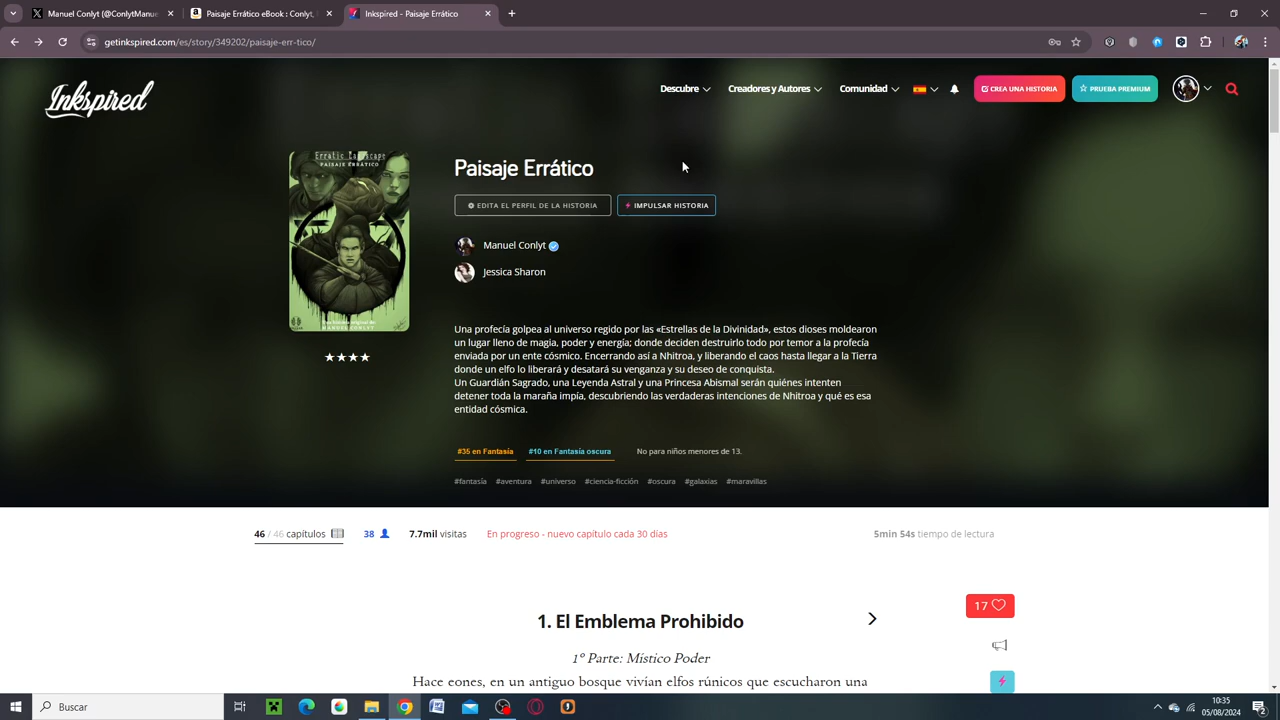 Manuel Conlyt (@ConlytManue
Paisaje Errático eBook : Conlyt,
Inkspired - Paisaje Errático
getinkspired.com/es/story/349202/paisaje-err-tico/
Inkspired
Descubre
Creadores y Autores
Comunidad
CREA UNA HISTORIA
PRUEBA PREMIUM
Erratic Landscape
PAISAJE ERRÁTICO
MANUEL CONLYT
Paisaje Errático
EDITA EL PERFIL DE LA HISTORIA
IMPULSAR HISTORIA
Manuel Conlyt
Jessica Sharon
Una profecía golpea al universo regido por las «Estrellas de la Divinidad», estos dioses moldearon
un lugar lleno de magia, poder y energía; donde deciden destruirlo todo por temor a la profecía
enviada por un ente cósmico. Encerrando así a Nhitroa, y liberando el caos hasta llegar a la Tierra
donde un elfo lo liberará y desatará su venganza y su deseo de conquista.
Un Guardián Sagrado, una Leyenda Astral y una Princesa Abismal serán quiénes intenten
detener toda la maraña impía, descubriendo las verdaderas intenciones de Nhitroa y qué es esa
entidad cósmica.
#35 en Fantasía
#10 en Fantasía oscura
No para niños menores de 13.
#fantasía #aventura #universo #ciencia-ficción #oscura #galaxias #maravillas
46 / 46 capítulos
38
7.7mil visitas
En progreso - nuevo capítulo cada 30 días
5min 54s tiempo de lectura
1. El Emblema Prohibido
17
1º Parte: Místico Poder
Hace eones, en un antiguo bosque vivían elfos rúnicos que escucharon una
Buscar
10:35
05/08/2024